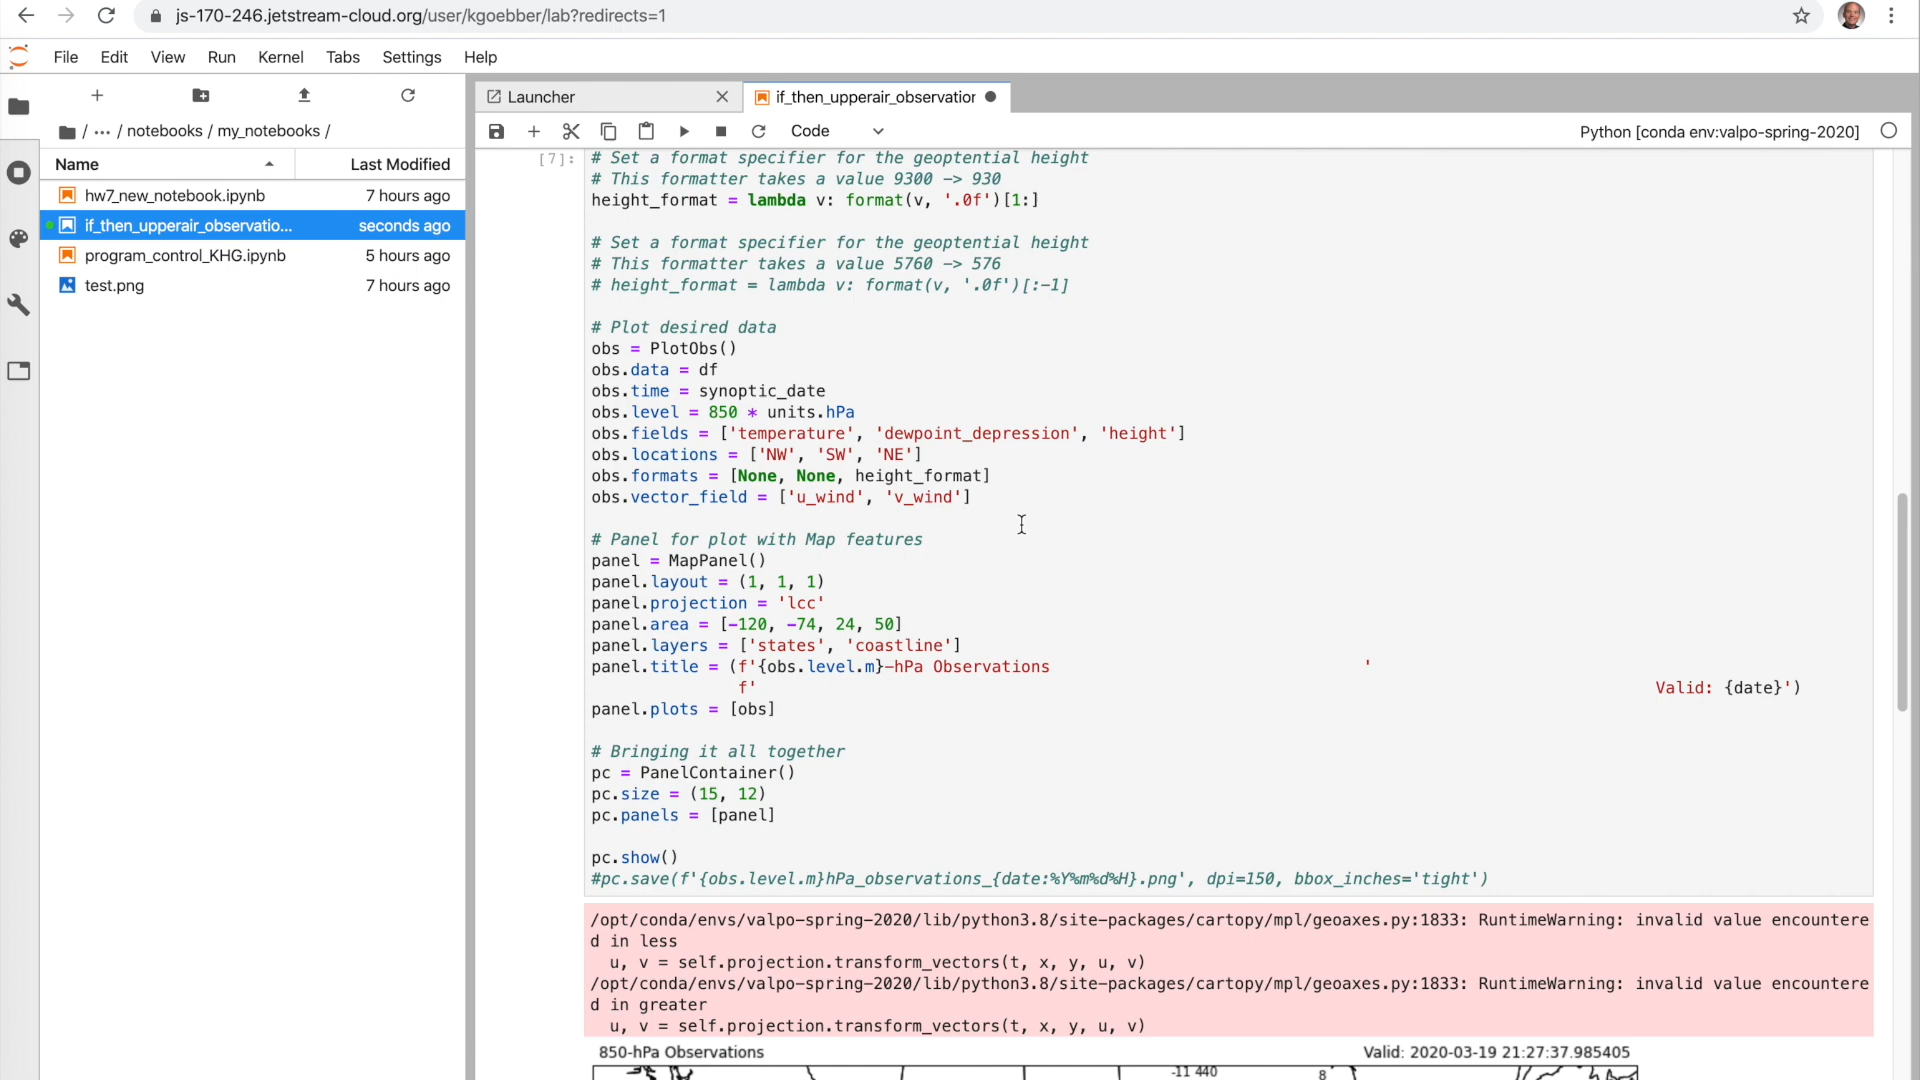 js-170-246.jetstream-cloud.org/user/kgoebber/lab?redirects=1
File Edit View Run Kernel Tabs Settings Help
Launcher
if_then_upperair_observation
/ ··· / notebooks / my_notebooks /
Code
Python [conda env:valpo-spring-2020]
Name Last Modified
hw7_new_notebook.ipynb 7 hours ago
if_then_upperair_observatio... seconds ago
program_control_KHG.ipynb 5 hours ago
test.png 7 hours ago
[7]:
# Set a format specifier for the geoptential height
# This formatter takes a value 9300 -> 930
height_format = lambda v: format(v, '.0f')[1:]
# Set a format specifier for the geoptential height
# This formatter takes a value 5760 -> 576
# height_format = lambda v: format(v, '.0f')[:-1]
# Plot desired data
obs = PlotObs()
obs.data = df
obs.time = synoptic_date
obs.level = 850 * units.hPa
obs.fields = ['temperature', 'dewpoint_depression', 'height']
obs.locations = ['NW', 'SW', 'NE']
obs.formats = [None, None, height_format]
obs.vector_field = ['u_wind', 'v_wind']
# Panel for plot with Map features
panel = MapPanel()
panel.layout = (1, 1, 1)
panel.projection = 'lcc'
panel.area = [-120, -74, 24, 50]
panel.layers = ['states', 'coastline']
panel.title = (f'{obs.level.m}-hPa Observations '
f' Valid: {date}')
panel.plots = [obs]
# Bringing it all together
pc = PanelContainer()
pc.size = (15, 12)
pc.panels = [panel]
pc.show()
#pc.save(f'{obs.level.m}hPa_observations_{date:%Y%m%d%H}.png', dpi=150, bbox_inches='tight')
/opt/conda/envs/valpo-spring-2020/lib/python3.8/site-packages/cartopy/mpl/geoaxes.py:1833: RuntimeWarning: invalid value encountere
d in less
u, v = self.projection.transform_vectors(t, x, y, u, v)
/opt/conda/envs/valpo-spring-2020/lib/python3.8/site-packages/cartopy/mpl/geoaxes.py:1833: RuntimeWarning: invalid value encountere
d in greater
u, v = self.projection.transform_vectors(t, x, y, u, v)
850-hPa Observations Valid: 2020-03-19 21:27:37.985405
-11 440 8